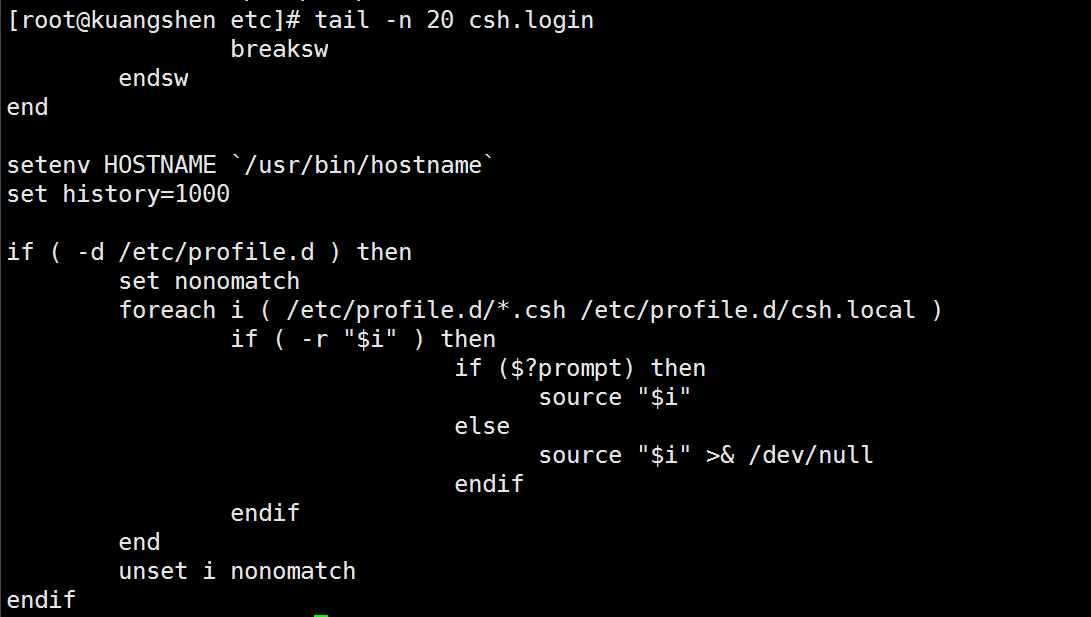 [root@kuangshen etc]# tail -n 20 csh.login
                breaksw
        endsw
end

setenv HOSTNAME `/usr/bin/hostname`
set history=1000

if ( -d /etc/profile.d ) then
        set nonomatch
        foreach i ( /etc/profile.d/*.csh /etc/profile.d/csh.local )
                if ( -r "$i" ) then
                                if ($?prompt) then
                                      source "$i"
                                else
                                      source "$i" >& /dev/null
                                endif
                endif
        end
        unset i nonomatch
endif